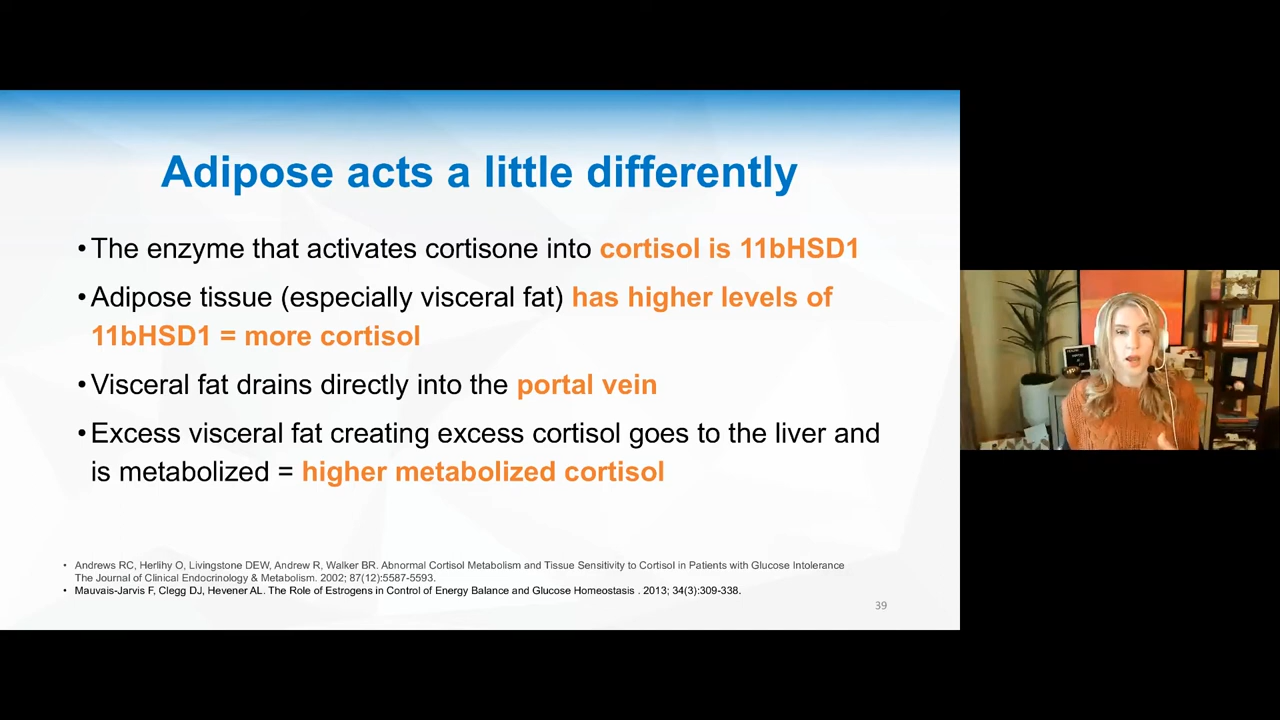 Adipose acts a little differently
•The enzyme that activates cortisone into cortisol is 11bHSD1
•Adipose tissue (especially visceral fat) has higher levels of
11bHSD1 = more cortisol
•Visceral fat drains directly into the portal vein
•Excess visceral fat creating excess cortisol goes to the liver and
is metabolized = higher metabolized cortisol
• Andrews RC, Herlihy O, Livingstone DEW, Andrew R, Walker BR. Abnormal Cortisol Metabolism and Tissue Sensitivity to Cortisol in Patients with Glucose Intolerance
The Journal of Clinical Endocrinology & Metabolism. 2002; 87(12):5587-5593.
• Mauvais-Jarvis F, Clegg DJ, Hevener AL. The Role of Estrogens in Control of Energy Balance and Glucose Homeostasis . 2013; 34(3):309-338.
39